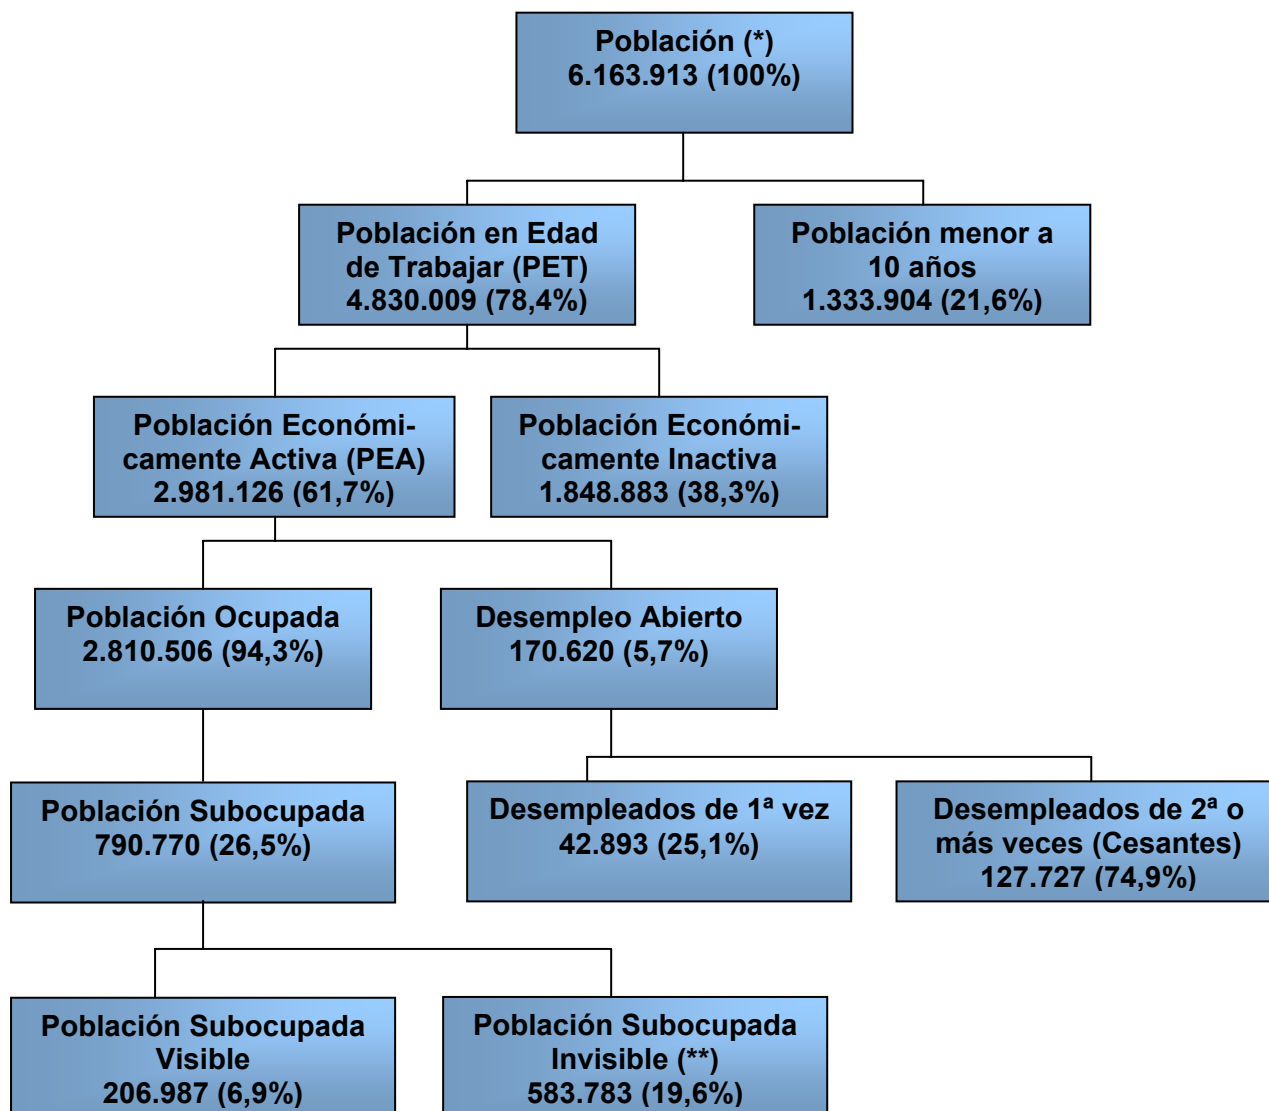 Población (*)
6.163.913 (100%)
Población en Edad
de Trabajar (PET)
4.830.009 (78,4%)
Población menor a
10 años
1.333.904 (21,6%)
Población Económi-
camente Activa (PEA)
2.981.126 (61,7%)
Población Económi-
camente Inactiva
1.848.883 (38,3%)
Población Ocupada
2.810.506 (94,3%)
Desempleo Abierto
170.620 (5,7%)
Población Subocupada
790.770 (26,5%)
Desempleados de 1ª vez
42.893 (25,1%)
Desempleados de 2ª o
más veces (Cesantes)
127.727 (74,9%)
Población Subocupada
Visible
206.987 (6,9%)
Población Subocupada
Invisible (**)
583.783 (19,6%)